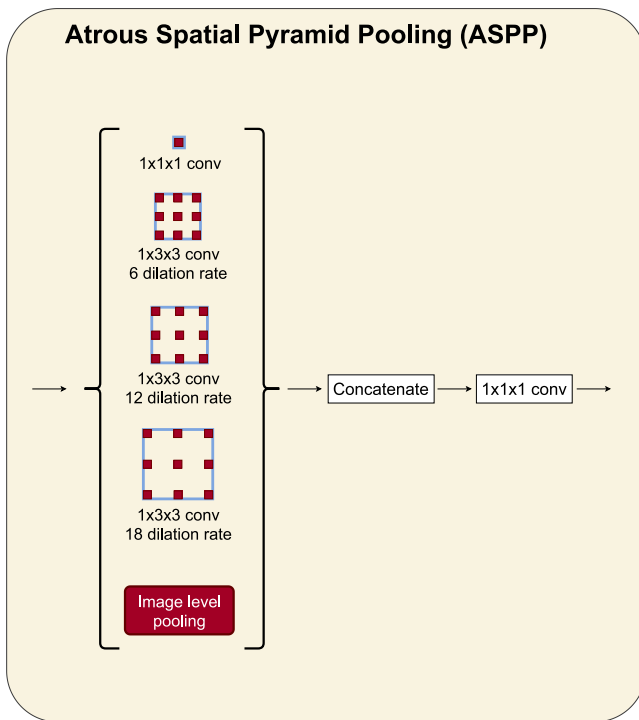 Atrous Spatial Pyramid Pooling (ASPP)
1x1x1 conv
1x3x3 conv
6 dilation rate
1x3x3 conv
12 dilation rate
Concatenate
1x1x1 conv
1x3x3 conv
18 dilation rate
Image level
pooling